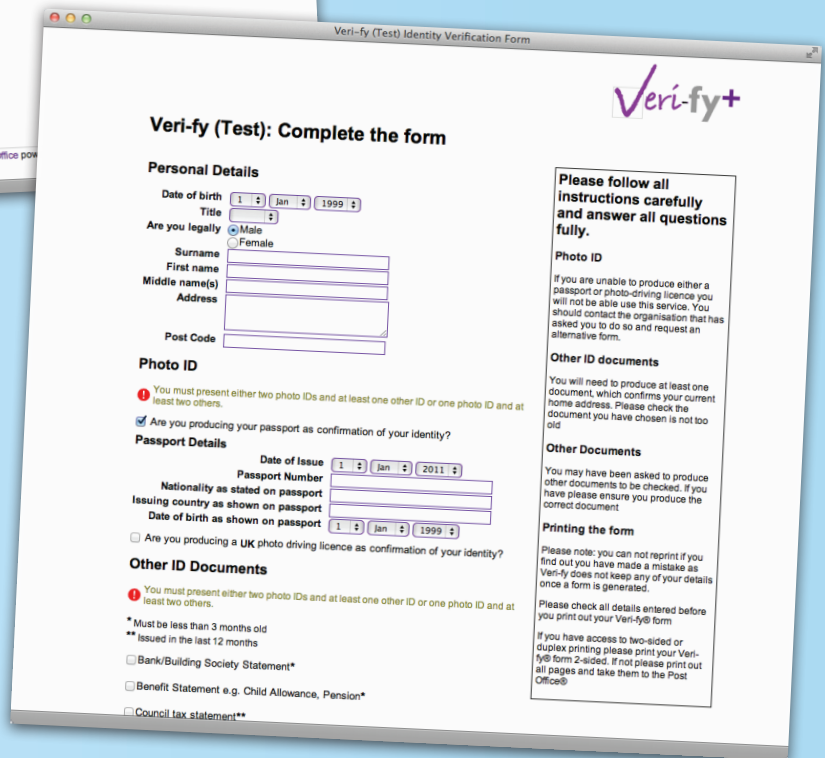 ffice pow
Veri-fy (Test) Identity Verification Form
Veri-fy+
Veri-fy (Test): Complete the form
Personal Details
Date of birth 1 Jan 1999
Title
Are you legally Male
Female
Surname
First name
Middle name(s)
Address
Post Code
Photo ID
You must present either two photo IDs and at least one other ID or one photo ID and at
least two others.
Are you producing your passport as confirmation of your identity?
Passport Details
Date of Issue 1 Jan 2011
Passport Number
Nationality as stated on passport
Issuing country as shown on passport
Date of birth as shown on passport 1 Jan 1999
Are you producing a UK photo driving licence as confirmation of your identity?
Other ID Documents
You must present either two photo IDs and at least one other ID or one photo ID and at
least two others.
* Must be less than 3 months old
** Issued in the last 12 months
Bank/Building Society Statement*
Benefit Statement e.g. Child Allowance, Pension*
Council tax statement**
Please follow all
instructions carefully
and answer all questions
fully.
Photo ID
If you are unable to produce either a
passport or photo-driving licence you
will not be able use this service. You
should contact the organisation that has
asked you to do so and request an
alternative form.
Other ID documents
You will need to produce at least one
document, which confirms your current
home address. Please check the
document you have chosen is not too
old
Other Documents
You may have been asked to produce
other documents to be checked. If you
have please ensure you produce the
correct document
Printing the form
Please note: you can not reprint if you
find out you have made a mistake as
Veri-fy does not keep any of your details
once a form is generated.
Please check all details entered before
you print out your Veri-fy® form
If you have access to two-sided or
duplex printing please print your Veri-
fy® form 2-sided. If not please print out
all pages and take them to the Post
Office®